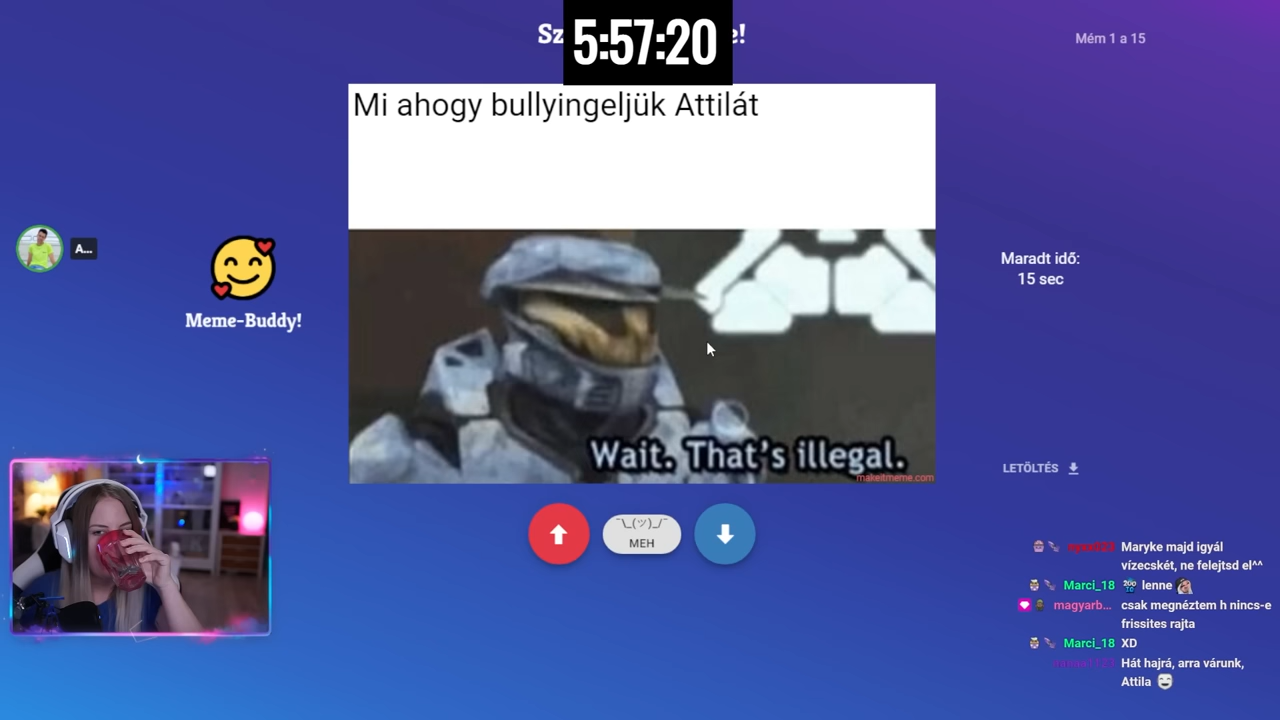 5:57:20
Mém 1 a 15
Mi ahogy bullyingeljük Attilát
A...
Meme-Buddy!
Maradt idő:
15 sec
Wait. That's illegal.
makeitmeme.com
LETÖLTÉS
¯\_(ツ)_/¯
MEH
Maryke majd igyál
vízecskét, ne felejtsd el^^
Marci_18 lenne
magyarb... csak megnéztem h nincs-e
frissites rajta
Marci_18 XD
Hát hajrá, arra várunk,
Attila